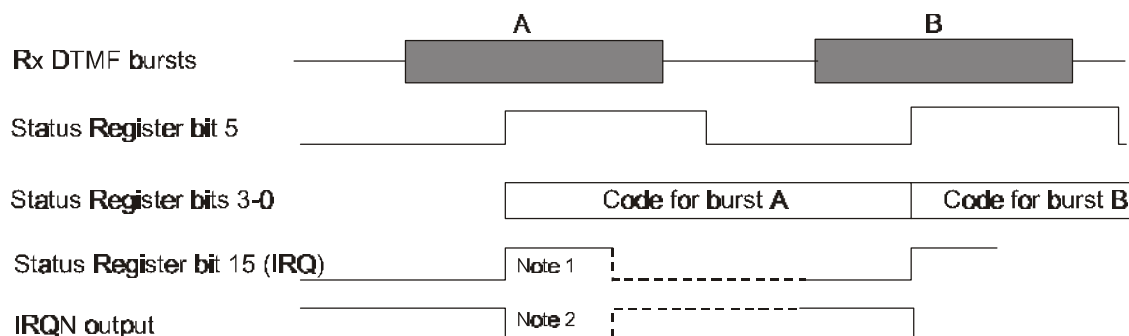 A B
Rx DTMF bursts
Status Register bit 5
Status Register bits 3-0 Code for burst A Code for burst B
Status Register bit 15 (IRQ) Note 1
IRQN output Note 2